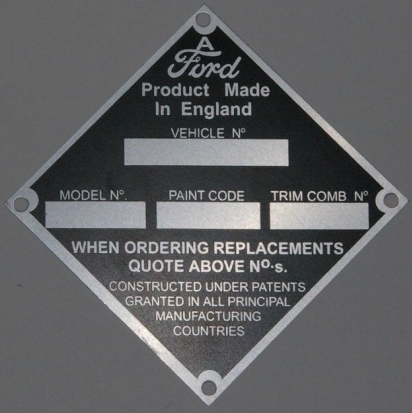 A
Ford
Product Made
In England
VEHICLE Nº
MODEL Nº. PAINT CODE TRIM COMB Nº
WHEN ORDERING REPLACEMENTS
QUOTE ABOVE Nº·s.
CONSTRUCTED UNDER PATENTS
GRANTED IN ALL PRINCIPAL
MANUFACTURING
COUNTRIES